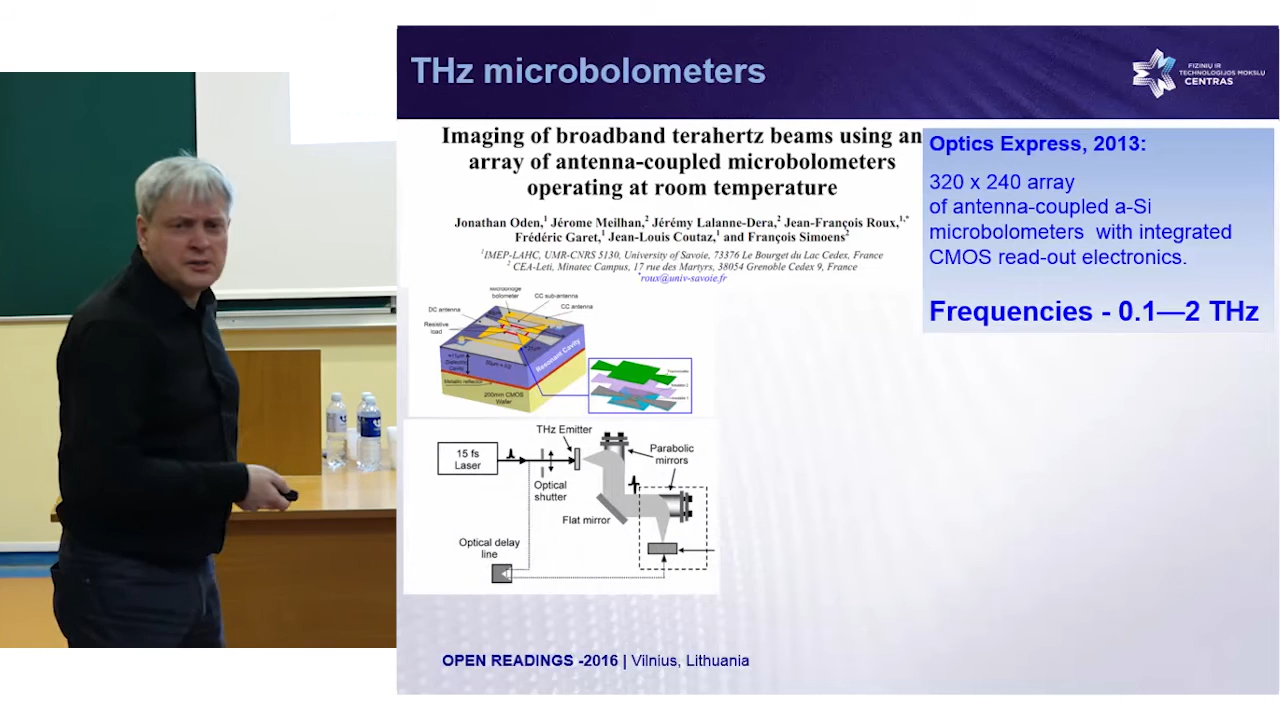 THz microbolometers
FIZINIŲ IR
TECHNOLOGIJOS MOKSLŲ
CENTRAS
Imaging of broadband terahertz beams using an
array of antenna-coupled microbolometers
operating at room temperature
Jonathan Oden,1 Jérome Meilhan,2 Jérémy Lalanne-Dera,2 Jean-François Roux,1,*
Frédéric Garet,1 Jean-Louis Coutaz,1 and François Simoens2
1IMEP-LAHC, UMR-CNRS 5130, University of Savoie, 73376 Le Bourget du Lac Cedex, France
2 CEA-Leti, Minatec Campus, 17 rue des Martyrs, 38054 Grenoble Cedex 9, France
*roux@univ-savoie.fr
Optics Express, 2013:
320 x 240 array
of antenna-coupled a-Si
microbolometers with integrated
CMOS read-out electronics.
Frequencies - 0.1—2 THz
Microbridge
bolometer
CC sub-antenna
DC antenna
CC antenna
Resistive
load
Resonant Cavity
Metallic reflector
200mm CMOS
Wafer
15 fs
Laser
THz Emitter
Parabolic
mirrors
Optical
shutter
Flat mirror
Optical delay
line
OPEN READINGS -2016 | Vilnius, Lithuania